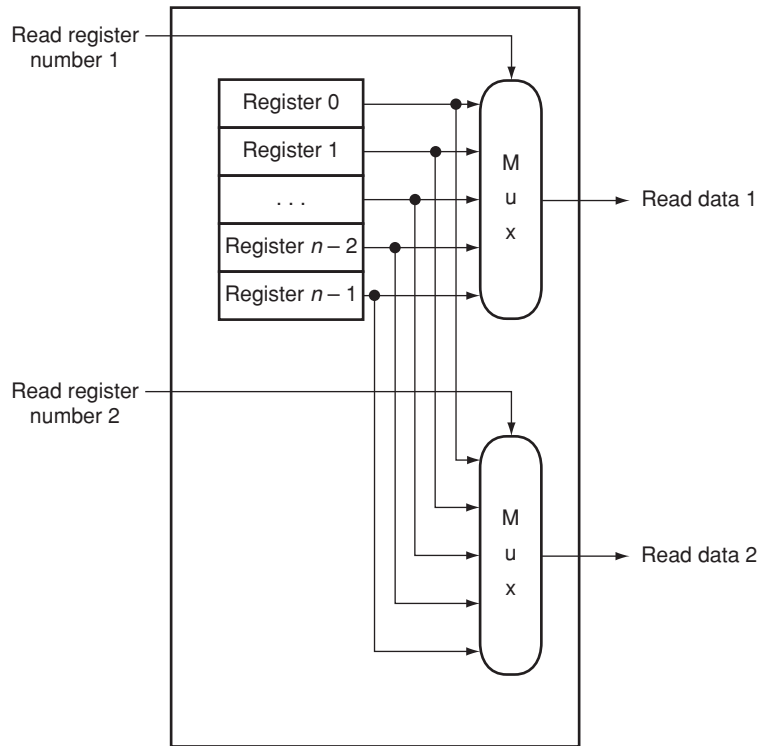 Read register
number 1
Register 0
Register 1
. . .
Register n – 2
Register n – 1
M
u
x
Read data 1
Read register
number 2
M
u
x
Read data 2